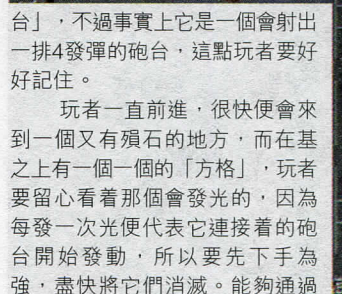 台」，不過事實上它是一個會射出
一排4發彈的砲台，這點玩者要好
好記住。
玩者一直前進，很快便會來
到一個又有殞石的地方，而在基
之上有一個一個的「方格」，玩者
要留心看着那個會發光的，因為
每發一次光便代表它連接着的砲
台開始發動，所以要先下手為
強，盡快將它們消滅。能夠通過